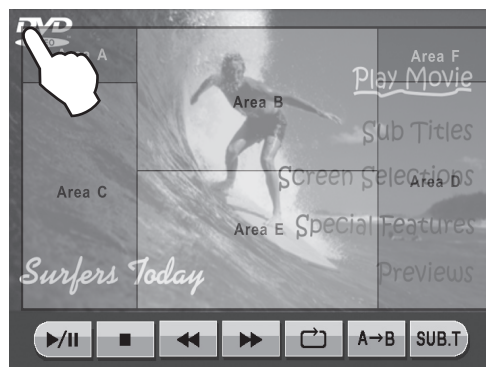 DVD
VIDEO
Area A
Area F
Play Movie
Area B
Sub Titles
Screen Selections
Area D
Area C
Area E
Special Features
Surfers Today
Previews
A→B
SUB.T